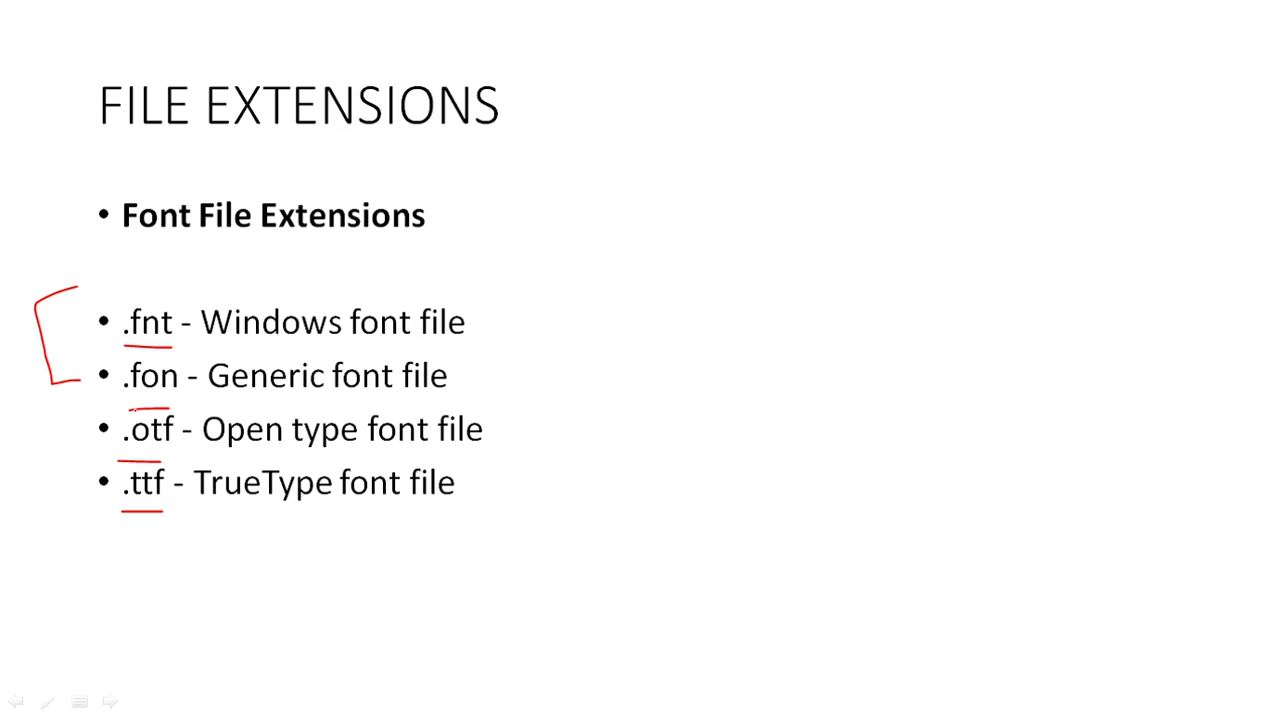 FILE EXTENSIONS
• Font File Extensions
• .fnt - Windows font file
• .fon - Generic font file
• .otf - Open type font file
• .ttf - TrueType font file